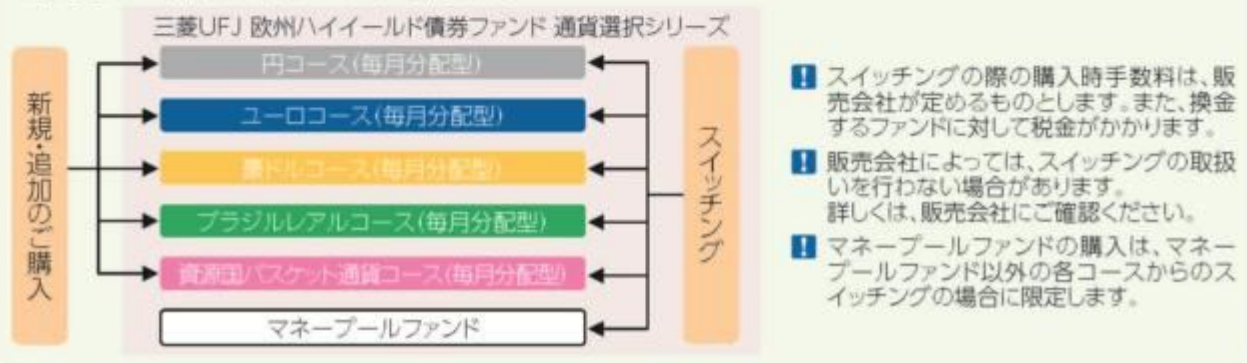 三菱UFJ 欧州ハイイールド債券ファンド 通貨選択シリーズ
新規・追加のご購入
円コース(毎月分配型)
ユーロコース(毎月分配型)
豪ドルコース(毎月分配型)
ブラジルレアルコース(毎月分配型)
資源国バスケット通貨コース(毎月分配型)
マネープールファンド
スイッチング
! スイッチングの際の購入時手数料は、販
売会社が定めるものとします。また、換金
するファンドに対して税金がかかります。
! 販売会社によっては、スイッチングの取扱
いを行わない場合があります。
詳しくは、販売会社にご確認ください。
! マネープールファンドの購入は、マネー
プールファンド以外の各コースからのス
イッチングの場合に限定します。